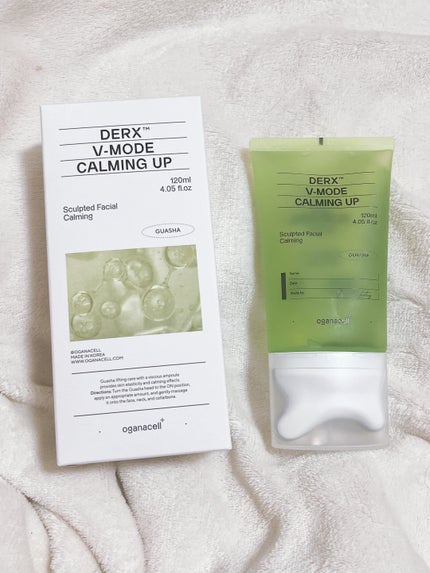 DERX™
V-MODE
CALMING UP
120ml
4.05 fl.oz
Sculpted Facial
Calming
GUASHA
@OGANACELL
MADE IN KOREA
WWW.OGANACELL.COM
Guasha lifting care with a viscous ampoule
provides skin elasticity and calming effects.
Directions: Turn the Guasha head to the ON position,
apply an appropriate amount, and gently massage
it onto the face, neck, and collarbone.
oganacell+
DERX™
V-MODE
CALMING UP
120ml
4.05 fl.oz
Sculpted Facial
Calming
GUASHA
Name
Date
oganacell